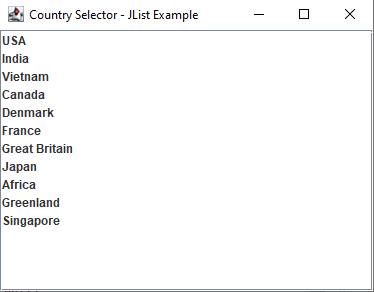 Country Selector - JList Example
USA
India
Vietnam
Canada
Denmark
France
Great Britain
Japan
Africa
Greenland
Singapore